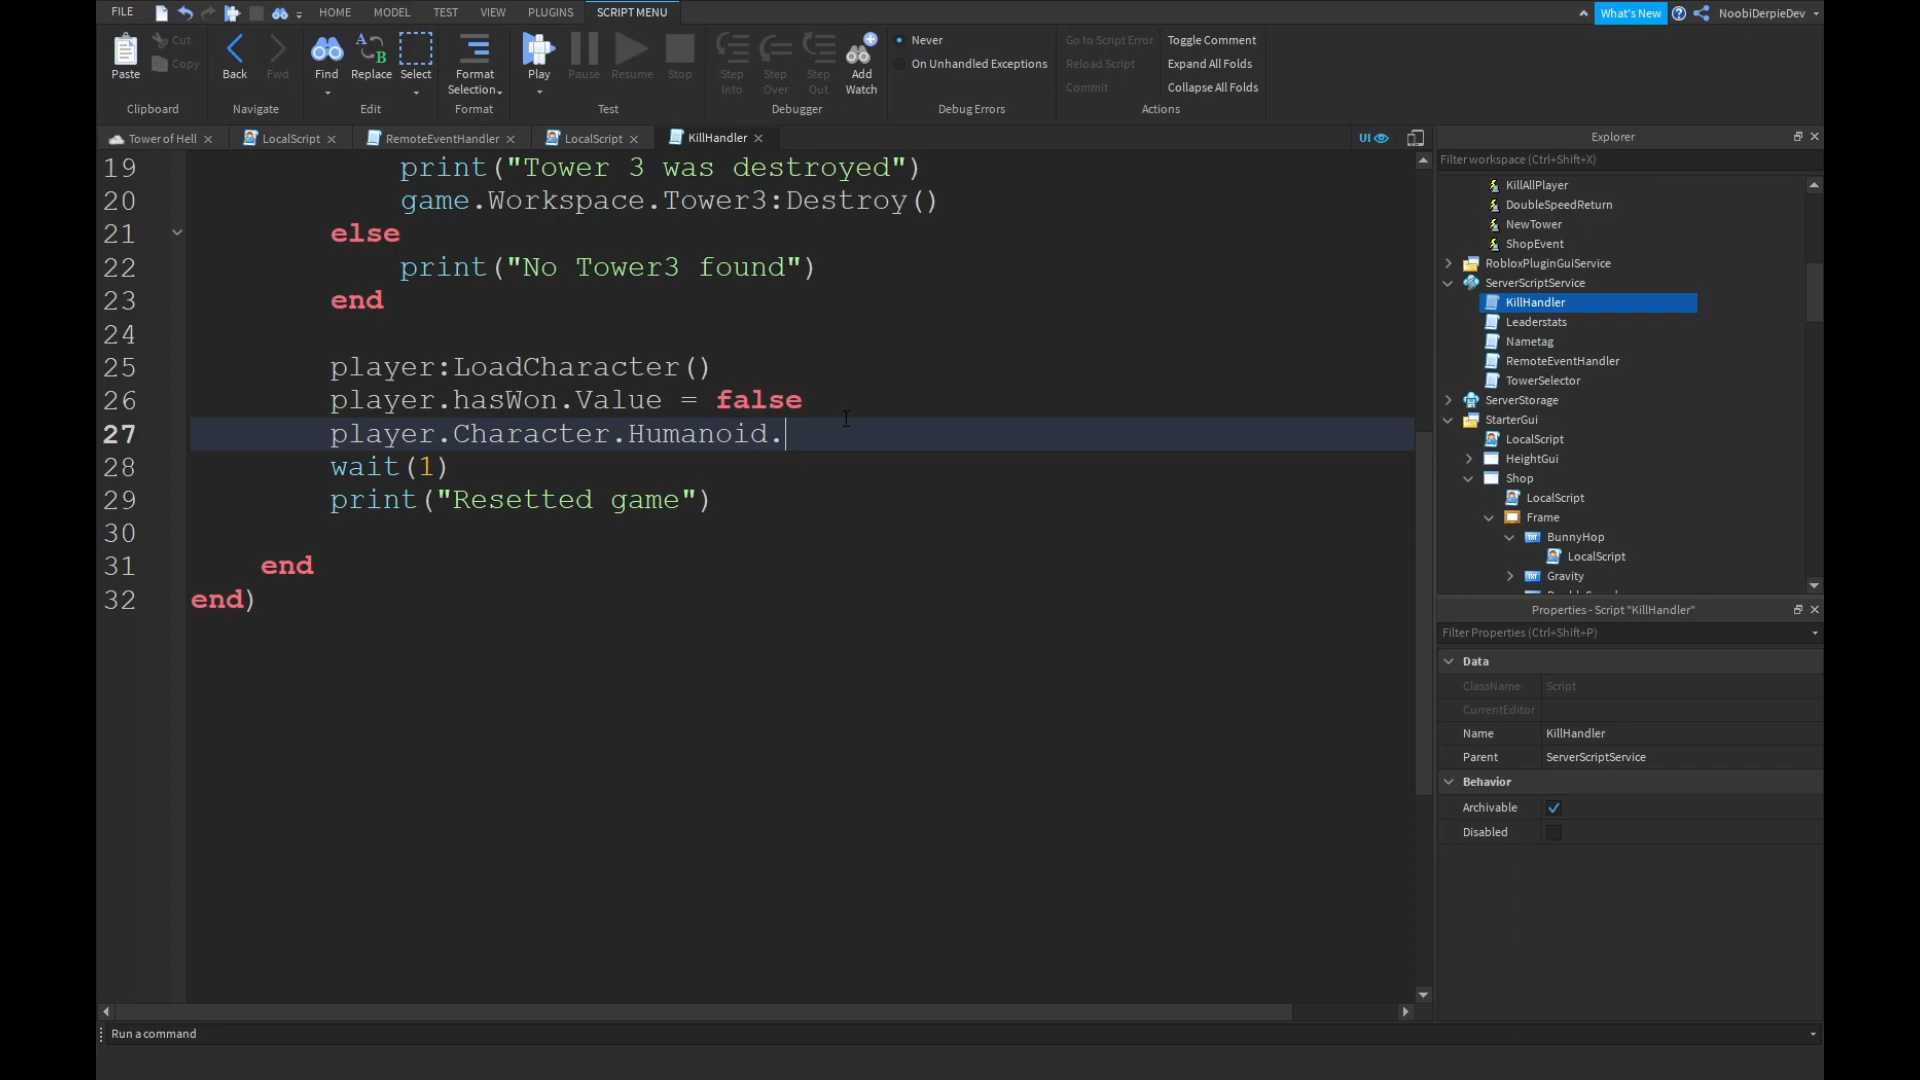 FILE HOME MODEL TEST VIEW PLUGINS SCRIPT MENU What's New NoobiDerpieDev
Paste Cut Copy
Back Fwd
Find Replace Select
Format Selection
Play Pause Resume Stop
Step Into Step Over Step Out Add Watch
Never
On Unhandled Exceptions
Go to Script Error
Reload Script
Commit
Toggle Comment
Expand All Folds
Collapse All Folds
Clipboard Navigate Edit Format Test Debugger Debug Errors Actions
Tower of Hell LocalScript RemoteEventHandler LocalScript KillHandler UI
19 print("Tower 3 was destroyed")
20 game.Workspace.Tower3:Destroy()
21 else
22 print("No Tower3 found")
23 end
24
25 player:LoadCharacter()
26 player.hasWon.Value = false
27 player.Character.Humanoid.
28 wait(1)
29 print("Resetted game")
30
31 end
32 end)
Run a command
Explorer
Filter workspace (Ctrl+Shift+X)
KillAllPlayer
DoubleSpeedReturn
NewTower
ShopEvent
RobloxPluginGuiService
ServerScriptService
KillHandler
Leaderstats
Nametag
RemoteEventHandler
TowerSelector
ServerStorage
StarterGui
LocalScript
HeightGui
Shop
LocalScript
Frame
BunnyHop
LocalScript
Gravity
Properties - Script "KillHandler"
Filter Properties (Ctrl+Shift+P)
Data
ClassName Script
CurrentEditor
Name KillHandler
Parent ServerScriptService
Behavior
Archivable
Disabled